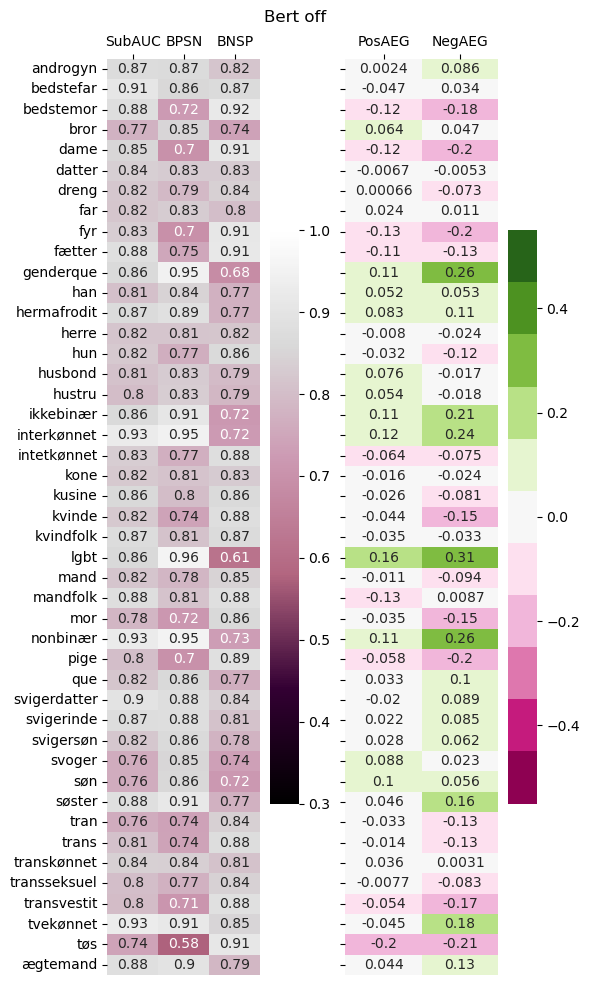 Bert off
SubAUC BPSN BNSP PosAEG NegAEG
androgyn 0.87 0.87 0.82 0.0024 0.086
bedstefar 0.91 0.86 0.87 -0.047 0.034
bedstemor 0.88 0.72 0.92 -0.12 -0.18
bror 0.77 0.85 0.74 0.064 0.047
dame 0.85 0.7 0.91 -0.12 -0.2
datter 0.84 0.83 0.83 -0.0067 -0.0053
dreng 0.82 0.79 0.84 0.00066 -0.073
far 0.82 0.83 0.8 0.024 0.011
fyr 0.83 0.7 0.91 -0.13 -0.2
fætter 0.88 0.75 0.91 -0.11 -0.13
genderque 0.86 0.95 0.68 0.11 0.26
han 0.81 0.84 0.77 0.052 0.053
hermafrodit 0.87 0.89 0.77 0.083 0.11
herre 0.82 0.81 0.82 -0.008 -0.024
hun 0.82 0.77 0.86 -0.032 -0.12
husbond 0.81 0.83 0.79 0.076 -0.017
hustru 0.8 0.83 0.79 0.054 -0.018
ikkebinær 0.86 0.91 0.72 0.11 0.21
interkønnet 0.93 0.95 0.72 0.12 0.24
intetkønnet 0.83 0.77 0.88 -0.064 -0.075
kone 0.82 0.81 0.83 -0.016 -0.024
kusine 0.86 0.8 0.86 -0.026 -0.081
kvinde 0.82 0.74 0.88 -0.044 -0.15
kvindfolk 0.87 0.81 0.87 -0.035 -0.033
lgbt 0.86 0.96 0.61 0.16 0.31
mand 0.82 0.78 0.85 -0.011 -0.094
mandfolk 0.88 0.81 0.88 -0.13 0.0087
mor 0.78 0.72 0.86 -0.035 -0.15
nonbinær 0.93 0.95 0.73 0.11 0.26
pige 0.8 0.7 0.89 -0.058 -0.2
que 0.82 0.86 0.77 0.033 0.1
svigerdatter 0.9 0.88 0.84 -0.02 0.089
svigerinde 0.87 0.88 0.81 0.022 0.085
svigersøn 0.82 0.86 0.78 0.028 0.062
svoger 0.76 0.85 0.74 0.088 0.023
søn 0.76 0.86 0.72 0.1 0.056
søster 0.88 0.91 0.77 0.046 0.16
tran 0.76 0.74 0.84 -0.033 -0.13
trans 0.81 0.74 0.88 -0.014 -0.13
transkønnet 0.84 0.84 0.81 0.036 0.0031
transseksuel 0.8 0.77 0.84 -0.0077 -0.083
transvestit 0.8 0.71 0.88 -0.054 -0.17
tvekønnet 0.93 0.91 0.85 -0.045 0.18
tøs 0.74 0.58 0.91 -0.2 -0.21
ægtemand 0.88 0.9 0.79 0.044 0.13
1.0
0.9
0.8
0.7
0.6
0.5
0.4
0.3
0.4
0.2
0.0
−0.2
−0.4